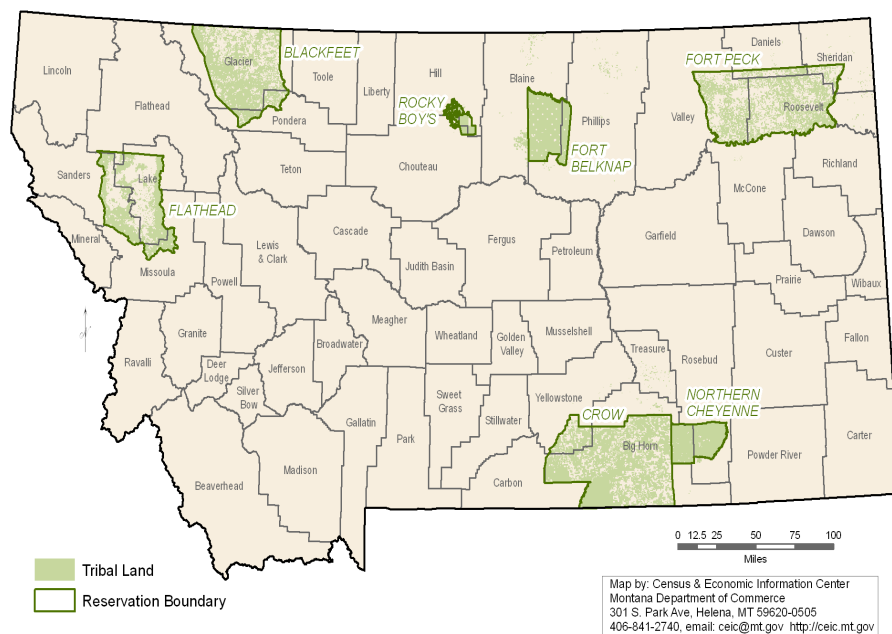 Lincoln
Flathead
Glacier
BLACKFEET
Toole
Liberty
Hill
Blaine
Phillips
Valley
FORT PECK
Daniels
Sheridan
Roosevelt
Pondera
ROCKY
BOY'S
FORT
BELKNAP
Sanders
Lake
FLATHEAD
Teton
Chouteau
Richland
McCone
Mineral
Missoula
Powell
Lewis
& Clark
Cascade
Judith Basin
Fergus
Petroleum
Garfield
Dawson
Prairie
Wibaux
Ravalli
Granite
Deer
Lodge
Silver
Bow
Jefferson
Broadwater
Meagher
Wheatland
Golden
Valley
Musselshell
Treasure
Rosebud
Custer
Fallon
Beaverhead
Madison
Gallatin
Park
Sweet
Grass
Stillwater
Yellowstone
CROW
Big Horn
NORTHERN
CHEYENNE
Carbon
Powder River
Carter
Tribal Land
Reservation Boundary
0 12.5 25 50 75 100
Miles
Map by: Census & Economic Information Center
Montana Department of Commerce
301 S. Park Ave, Helena, MT 59620-0505
406-841-2740, email: ceic@mt.gov http://ceic.mt.gov